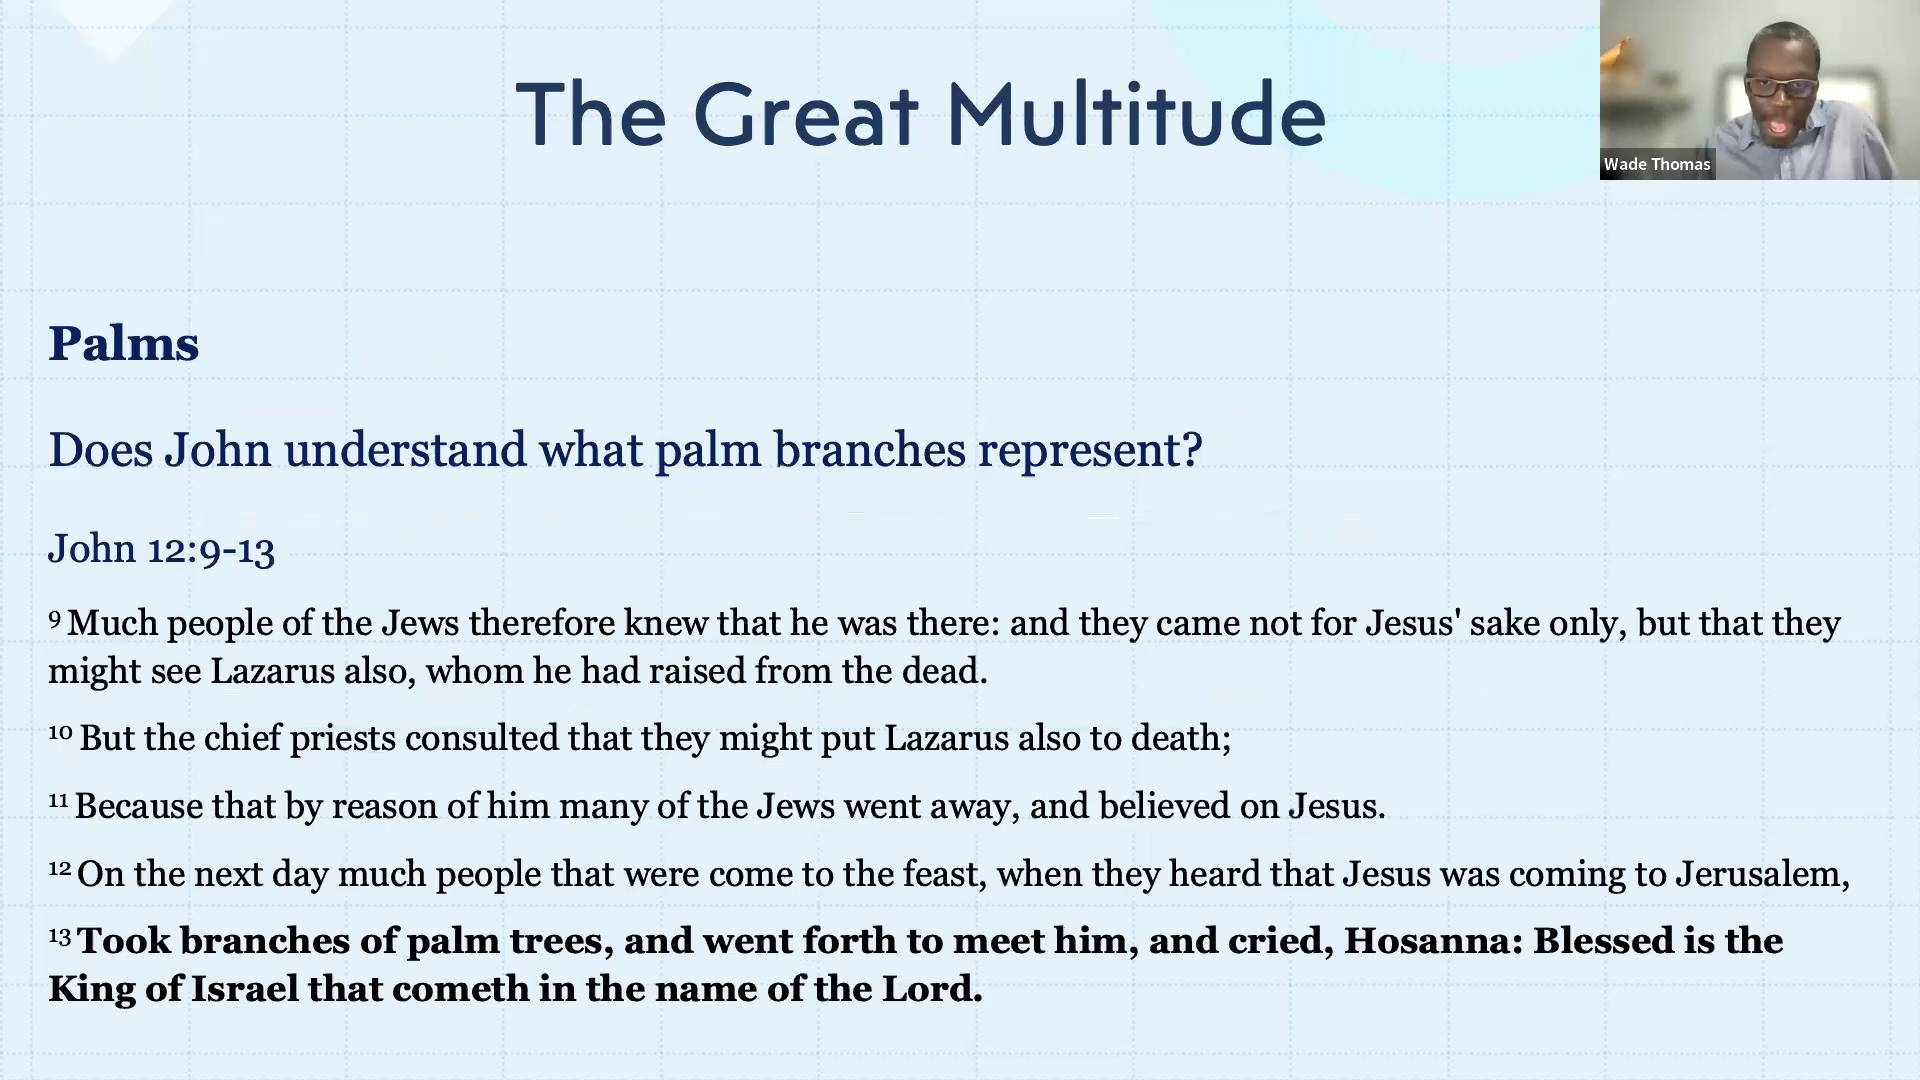 The Great Multitude
Wade Thomas
Palms
Does John understand what palm branches represent?
John 12:9-13
9 Much people of the Jews therefore knew that he was there: and they came not for Jesus' sake only, but that they
might see Lazarus also, whom he had raised from the dead.
10 But the chief priests consulted that they might put Lazarus also to death;
11 Because that by reason of him many of the Jews went away, and believed on Jesus.
12 On the next day much people that were come to the feast, when they heard that Jesus was coming to Jerusalem,
13 Took branches of palm trees, and went forth to meet him, and cried, Hosanna: Blessed is the
King of Israel that cometh in the name of the Lord.